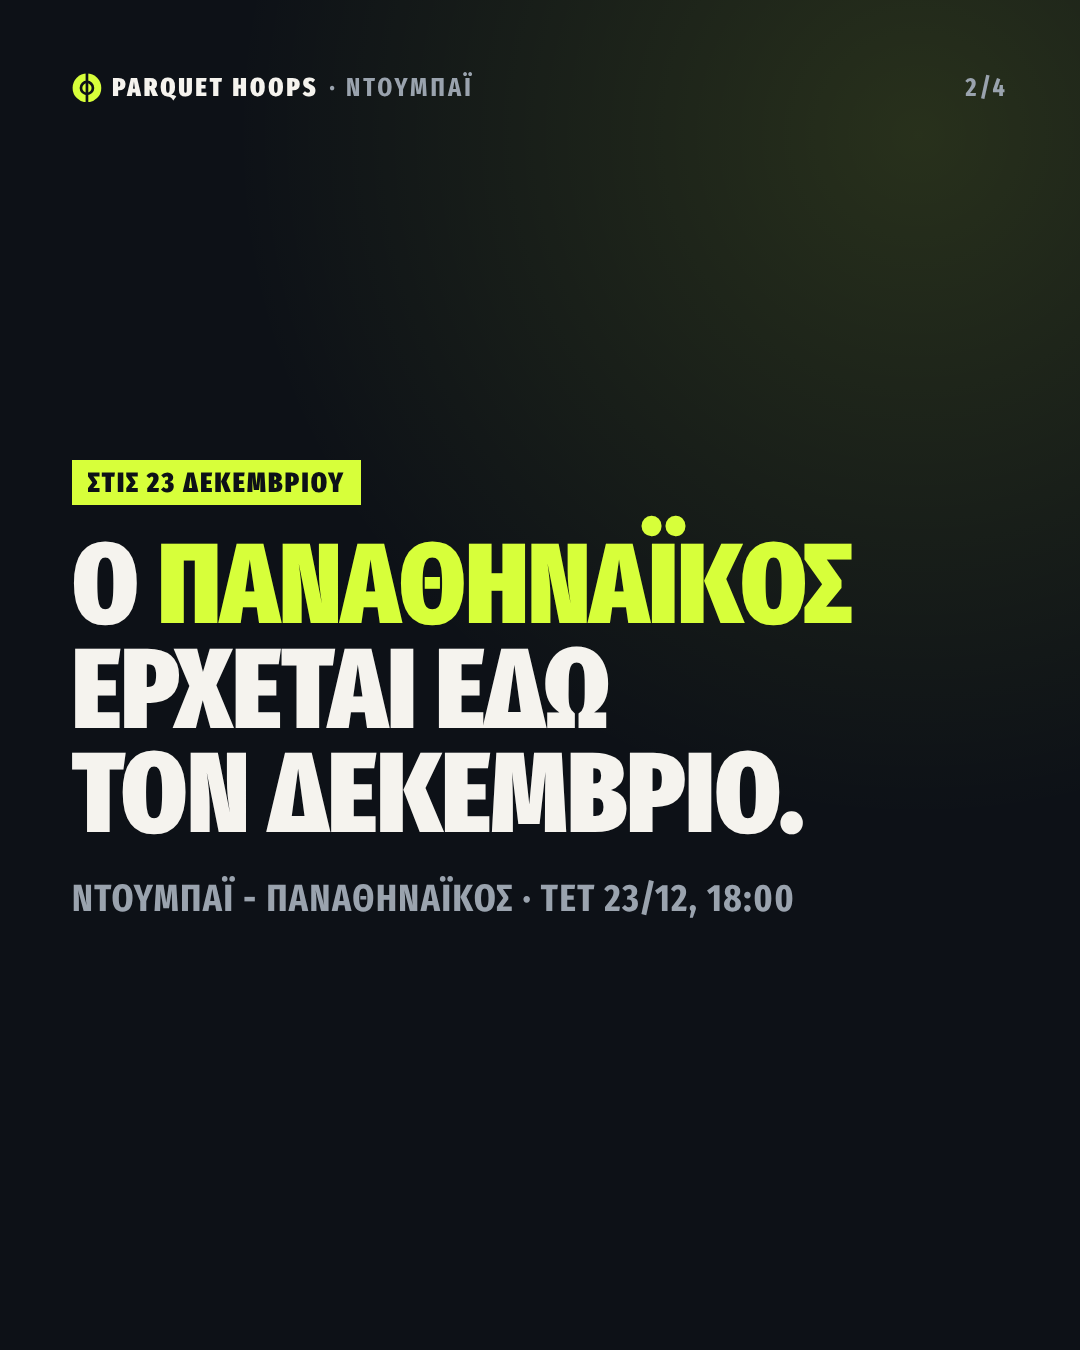 PARQUET HOOPS · ΝΤΟΥΜΠΑΪ
2/4
ΣΤΙΣ 23 ΔΕΚΕΜΒΡΙΟΥ
Ο ΠΑΝΑΘΗΝΑΪΚΟΣ
ΕΡΧΕΤΑΙ ΕΔΩ
ΤΟΝ ΔΕΚΕΜΒΡΙΟ.
ΝΤΟΥΜΠΑΪ - ΠΑΝΑΘΗΝΑΪΚΟΣ · ΤΕΤ 23/12, 18:00